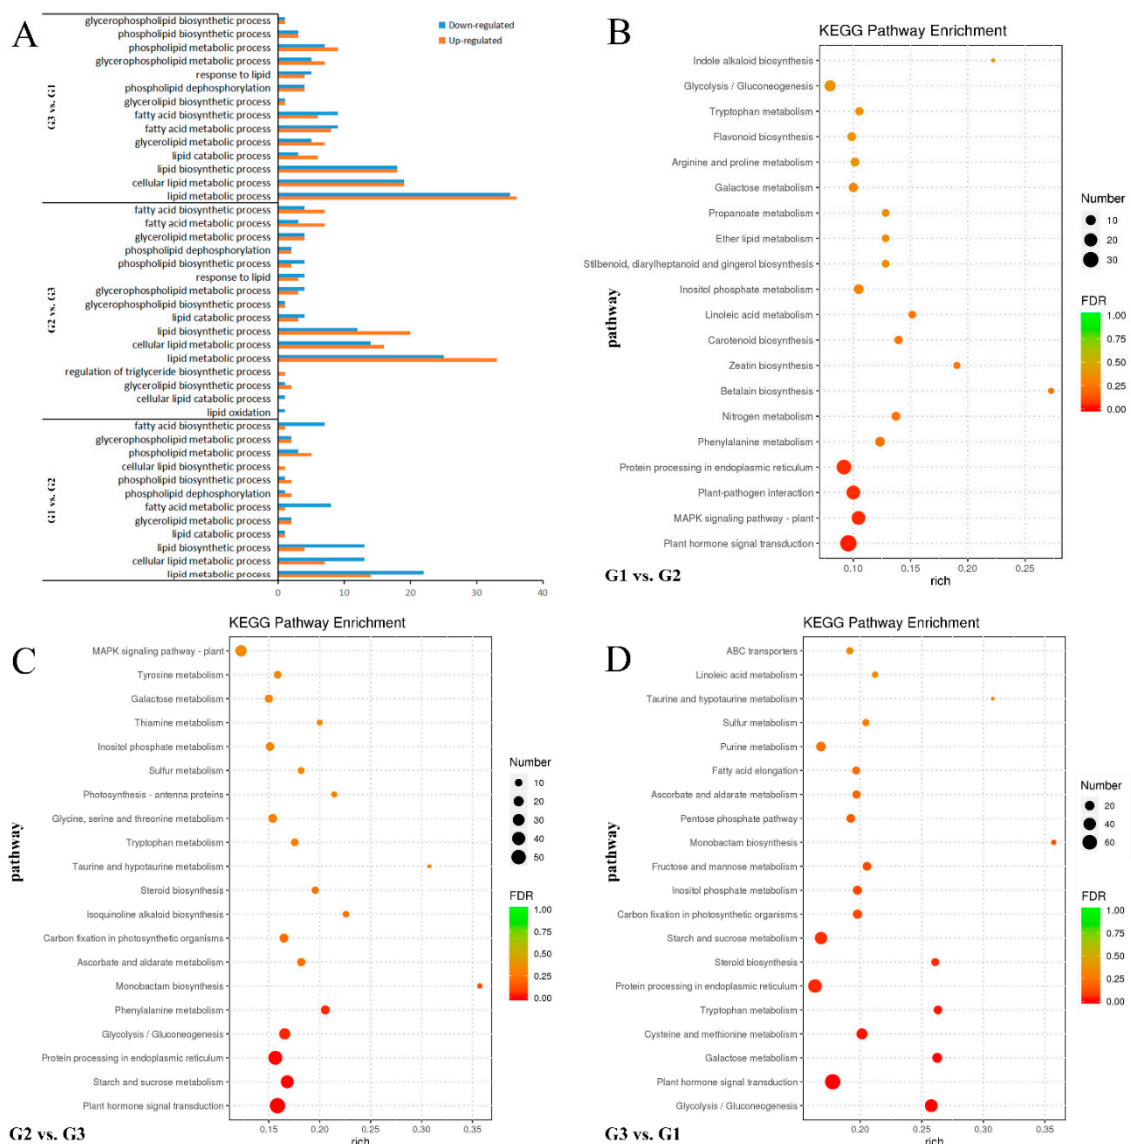 A
G3 vs. G1
glycerophospholipid biosynthetic process
phospholipid biosynthetic process
phospholipid metabolic process
glycerophospholipid metabolic process
response to lipid
phospholipid dephosphorylation
glycerolipid biosynthetic process
fatty acid biosynthetic process
fatty acid metabolic process
glycerolipid metabolic process
lipid catabolic process
lipid biosynthetic process
cellular lipid metabolic process
lipid metabolic process
G2 vs. G3
fatty acid biosynthetic process
fatty acid metabolic process
glycerolipid metabolic process
phospholipid dephosphorylation
phospholipid biosynthetic process
response to lipid
glycerophospholipid metabolic process
glycerophospholipid biosynthetic process
lipid catabolic process
lipid biosynthetic process
cellular lipid metabolic process
lipid metabolic process
regulation of triglyceride biosynthetic process
glycerolipid biosynthetic process
cellular lipid catabolic process
lipid oxidation
G1 vs. G2
fatty acid biosynthetic process
glycerophospholipid metabolic process
phospholipid metabolic process
cellular lipid biosynthetic process
phospholipid biosynthetic process
phospholipid dephosphorylation
fatty acid metabolic process
glycerolipid metabolic process
lipid catabolic process
lipid biosynthetic process
cellular lipid metabolic process
lipid metabolic process
0 10 20 30 40
Down-regulated
Up-regulated
B
KEGG Pathway Enrichment
pathway
Indole alkaloid biosynthesis
Glycolysis / Gluconeogenesis
Tryptophan metabolism
Flavonoid biosynthesis
Arginine and proline metabolism
Galactose metabolism
Propanoate metabolism
Ether lipid metabolism
Stilbenoid, diarylheptanoid and gingerol biosynthesis
Inositol phosphate metabolism
Linoleic acid metabolism
Carotenoid biosynthesis
Zeatin biosynthesis
Betalain biosynthesis
Nitrogen metabolism
Phenylalanine metabolism
Protein processing in endoplasmic reticulum
Plant-pathogen interaction
MAPK signaling pathway - plant
Plant hormone signal transduction
0.10 0.15 0.20 0.25
rich
G1 vs. G2
Number
10
20
30
FDR
1.00
0.75
0.50
0.25
0.00
C
KEGG Pathway Enrichment
pathway
MAPK signaling pathway - plant
Tyrosine metabolism
Galactose metabolism
Thiamine metabolism
Inositol phosphate metabolism
Sulfur metabolism
Photosynthesis - antenna proteins
Glycine, serine and threonine metabolism
Tryptophan metabolism
Taurine and hypotaurine metabolism
Steroid biosynthesis
Isoquinoline alkaloid biosynthesis
Carbon fixation in photosynthetic organisms
Ascorbate and aldarate metabolism
Monobactam biosynthesis
Phenylalanine metabolism
Glycolysis / Gluconeogenesis
Protein processing in endoplasmic reticulum
Starch and sucrose metabolism
Plant hormone signal transduction
0.15 0.20 0.25 0.30 0.35
rich
G2 vs. G3
Number
10
20
30
40
50
FDR
1.00
0.75
0.50
0.25
0.00
D
KEGG Pathway Enrichment
pathway
ABC transporters
Linoleic acid metabolism
Taurine and hypotaurine metabolism
Sulfur metabolism
Purine metabolism
Fatty acid elongation
Ascorbate and aldarate metabolism
Pentose phosphate pathway
Monobactam biosynthesis
Fructose and mannose metabolism
Inositol phosphate metabolism
Carbon fixation in photosynthetic organisms
Starch and sucrose metabolism
Steroid biosynthesis
Protein processing in endoplasmic reticulum
Tryptophan metabolism
Cysteine and methionine metabolism
Galactose metabolism
Plant hormone signal transduction
Glycolysis / Gluconeogenesis
0.20 0.25 0.30 0.35
rich
G3 vs. G1
Number
20
40
60
FDR
1.00
0.75
0.50
0.25
0.00